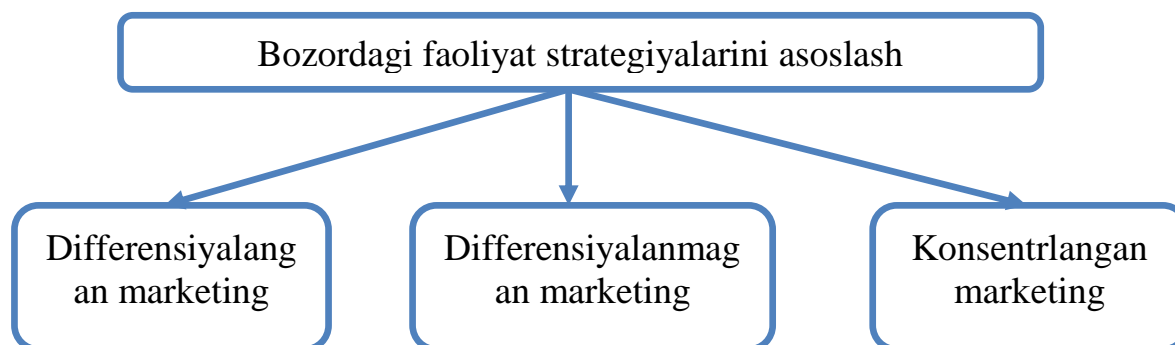 Bozordagi faoliyat strategiyalarini asoslash
Differensiyalang
an marketing
Differensiyalanmag
an marketing
Konsentrlangan
marketing